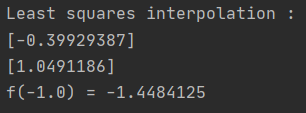 Least squares interpolation :
[-0.39929387]
[1.0491186]
f(-1.0) = -1.4484125